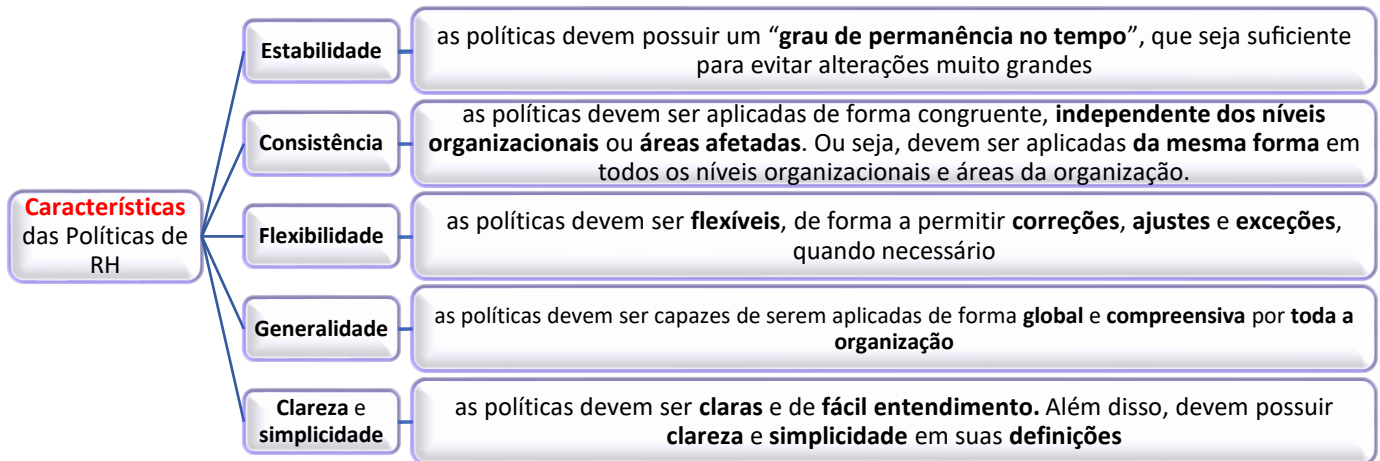 Características
das Políticas de
RH
Estabilidade
as políticas devem possuir um “grau de permanência no tempo”, que seja suficiente
para evitar alterações muito grandes
Consistência
as políticas devem ser aplicadas de forma congruente, independente dos níveis
organizacionais ou áreas afetadas. Ou seja, devem ser aplicadas da mesma forma em
todos os níveis organizacionais e áreas da organização.
Flexibilidade
as políticas devem ser flexíveis, de forma a permitir correções, ajustes e exceções,
quando necessário
Generalidade
as políticas devem ser capazes de serem aplicadas de forma global e compreensiva por toda a
organização
Clareza e
simplicidade
as políticas devem ser claras e de fácil entendimento. Além disso, devem possuir
clareza e simplicidade em suas definições